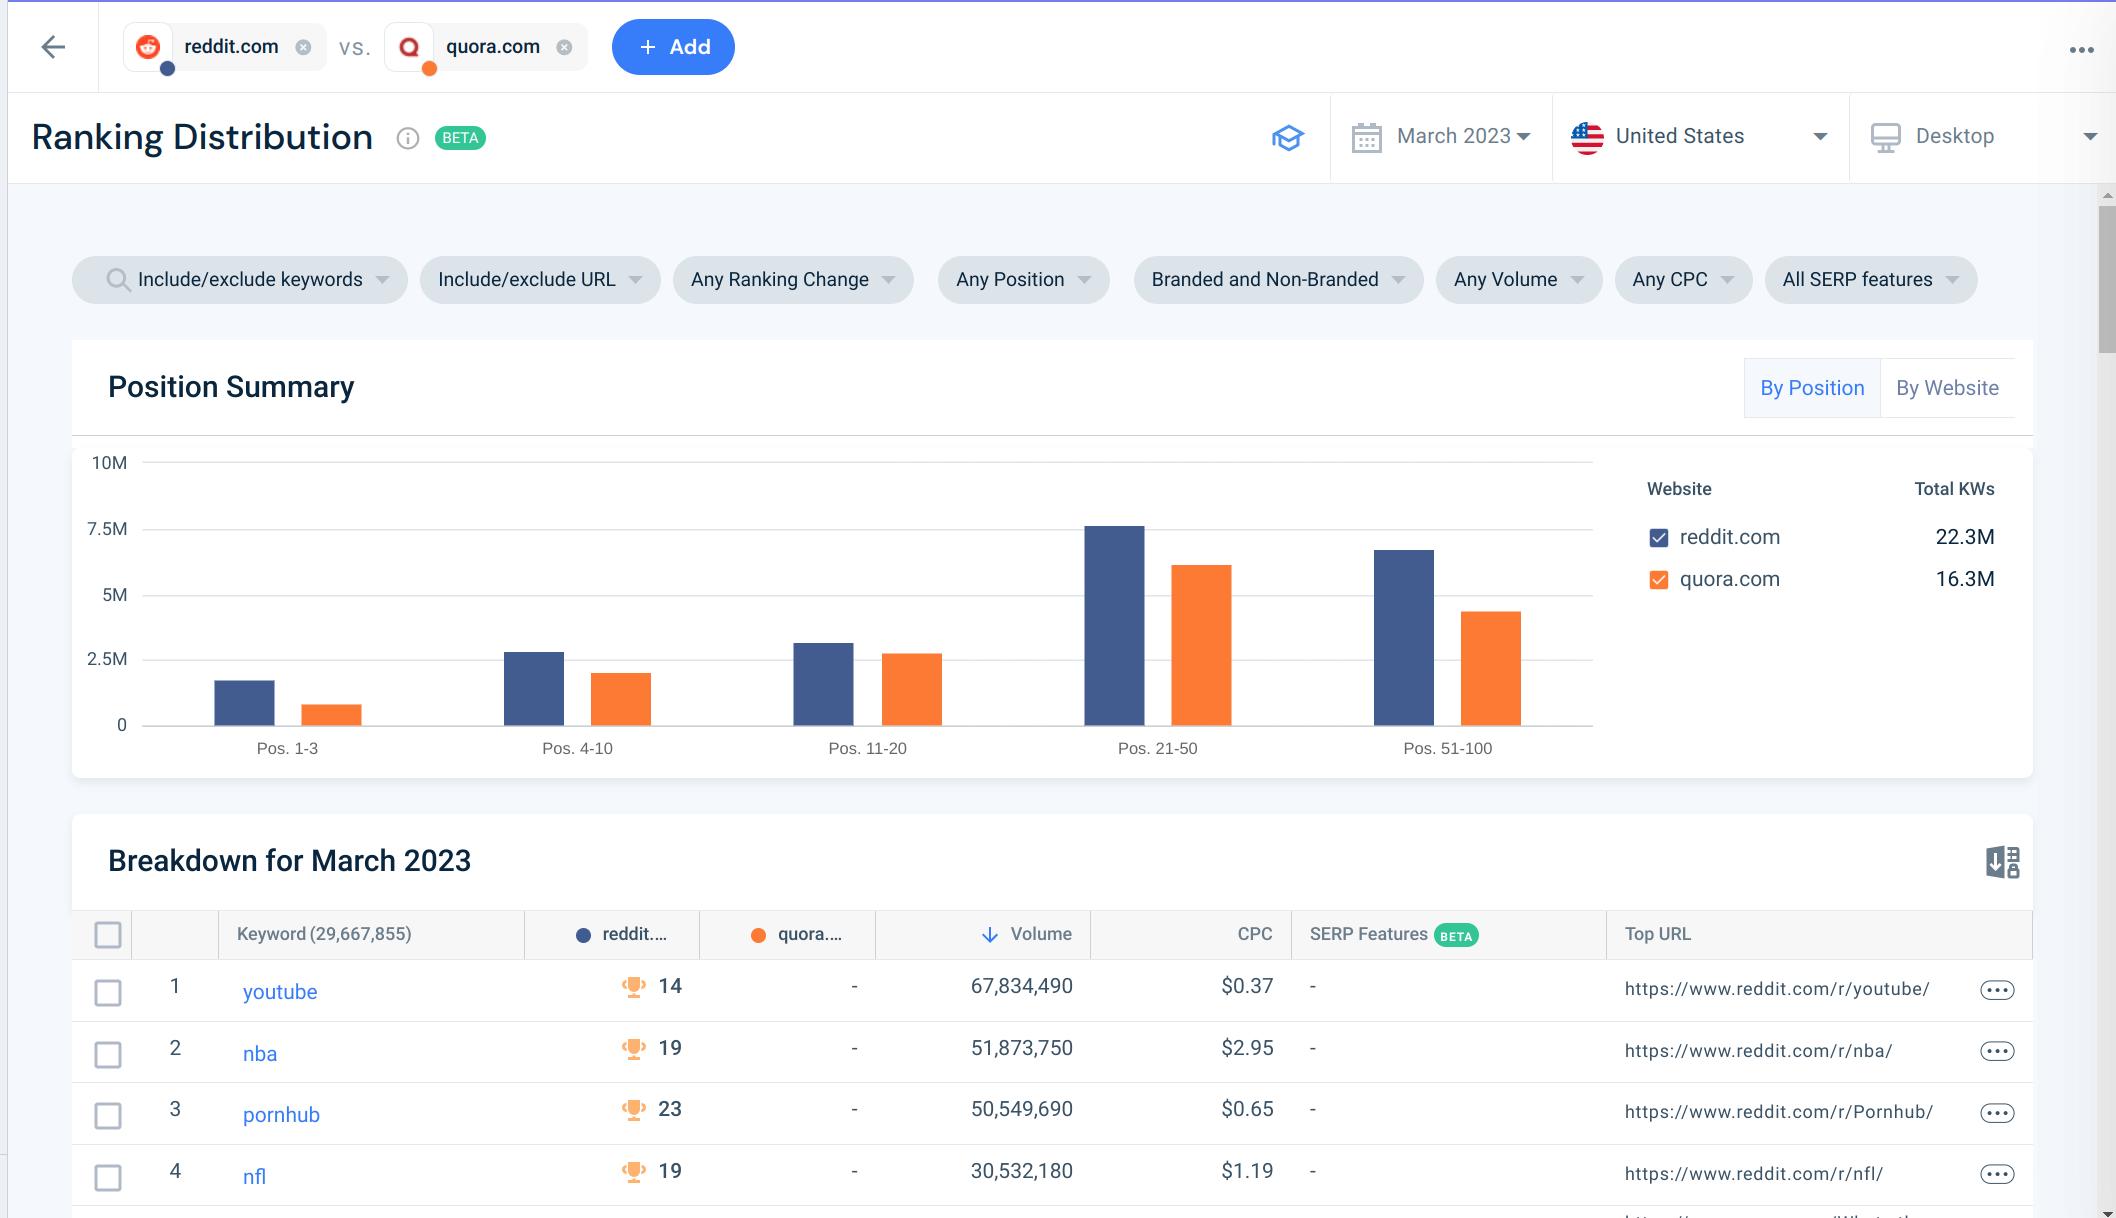 reddit.com vs. quora.com + Add
Ranking Distribution BETA March 2023 United States Desktop
Include/exclude keywords Include/exclude URL Any Ranking Change Any Position Branded and Non-Branded Any Volume Any CPC All SERP features
Position Summary By Position By Website
10M
7.5M
5M
2.5M
0
Pos. 1-3 Pos. 4-10 Pos. 11-20 Pos. 21-50 Pos. 51-100
Website Total KWs
reddit.com 22.3M
quora.com 16.3M
Breakdown for March 2023
Keyword (29,667,855) reddit.... quora.... Volume CPC SERP Features BETA Top URL
1 youtube 14 - 67,834,490 $0.37 - https://www.reddit.com/r/youtube/
2 nba 19 - 51,873,750 $2.95 - https://www.reddit.com/r/nba/
3 pornhub 23 - 50,549,690 $0.65 - https://www.reddit.com/r/Pornhub/
4 nfl 19 - 30,532,180 $1.19 - https://www.reddit.com/r/nfl/